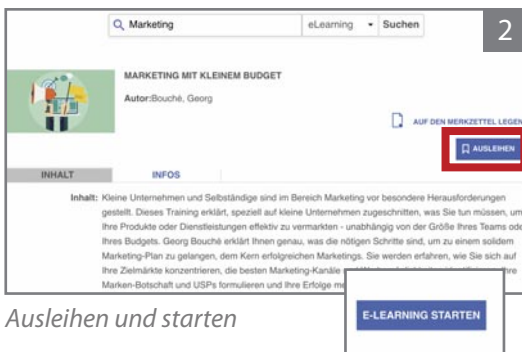 Marketing
eLearning
Suchen
2
MARKETING MIT KLEINEM BUDGET
Autor:Bouché, Georg
AUF DEN MERKZETTEL LEGEN
AUSLEIHEN
INHALT
INFOS
Inhalt: Kleine Unternehmen und Selbständige sind im Bereich Marketing vor besondere Herausforderungen
gestellt. Dieses Training erklärt, speziell auf kleine Unternehmen zugeschnitten, was Sie tun müssen, um
Ihre Produkte oder Dienstleistungen effektiv zu vermarkten - unabhängig von der Größe Ihres Teams ode
Ihres Budgets. Georg Bouché erklärt Ihnen genau, was die nötigen Schritte sind, um zu einem solidem
Marketing-Plan zu gelangen, dem Kern erfolgreichen Marketings. Sie werden erfahren, wie Sie sich auf
Ihre Zielmärkte konzentrieren, die besten Marketing-Kanäle
Marken-Botschaft und USPs formulieren und Ihre Erfolge
E-LEARNING STARTEN
Ausleihen und starten